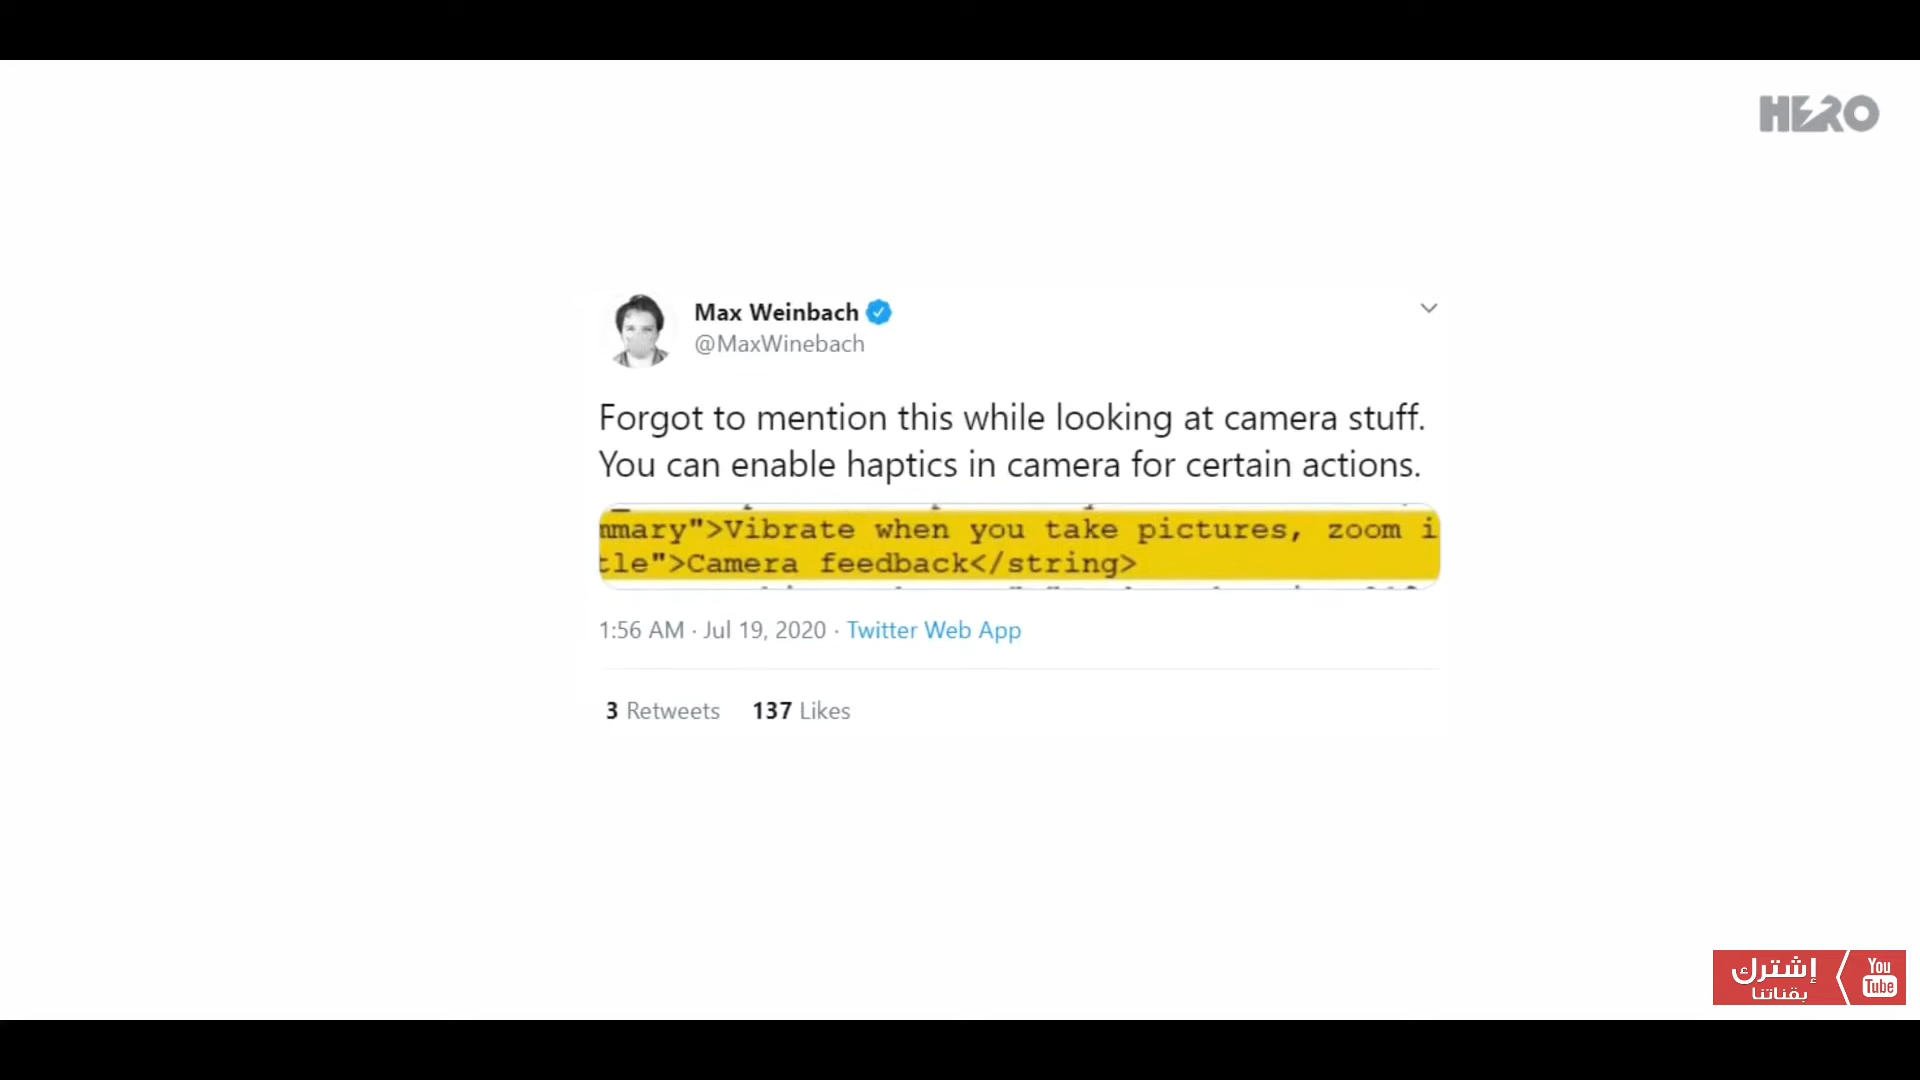 HERO
Max Weinbach
@MaxWinebach
Forgot to mention this while looking at camera stuff.
You can enable haptics in camera for certain actions.
mmary">Vibrate when you take pictures, zoom i
tle">Camera feedback</string>
1:56 AM · Jul 19, 2020 · Twitter Web App
3 Retweets 137 Likes
إشترك
بقناتنا
You
Tube